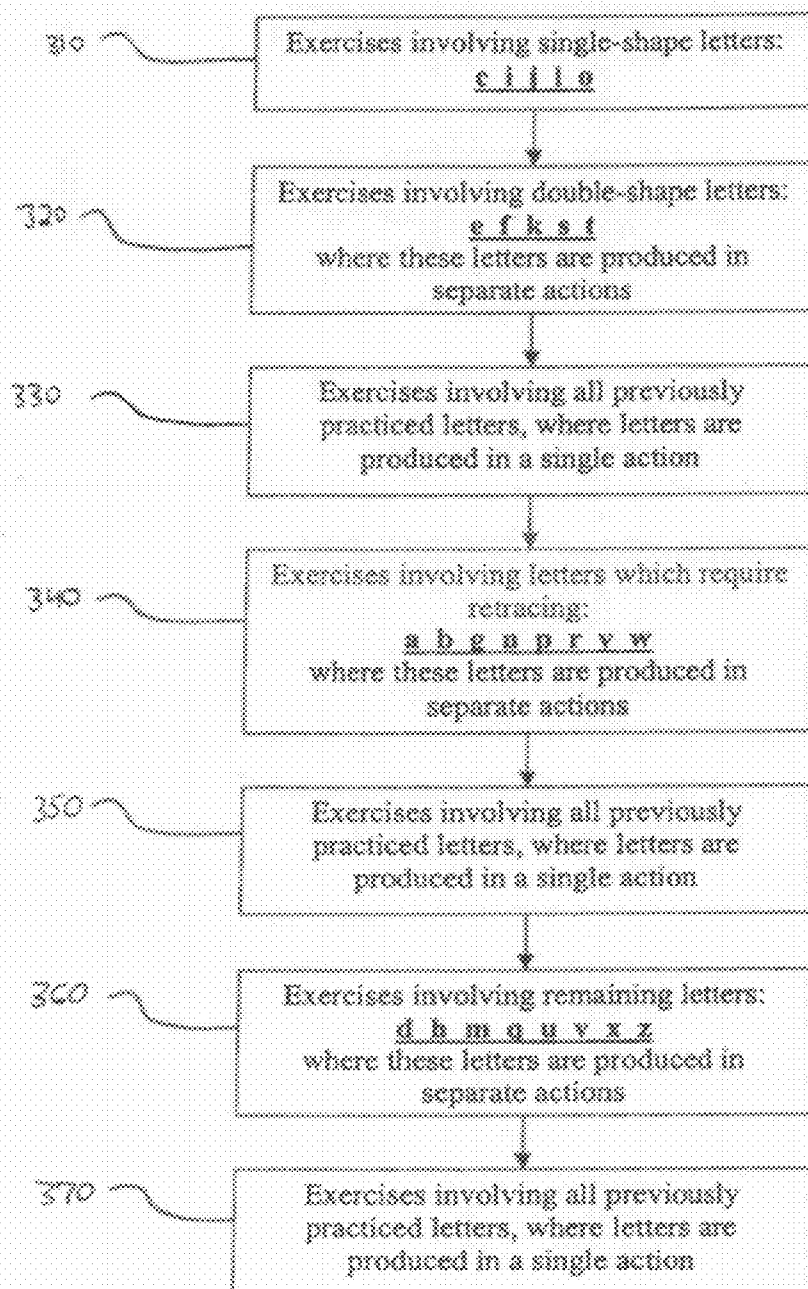 310
Exercises involving single-shape letters:
c i j l o
320
Exercises involving double-shape letters:
e f k s t
where these letters are produced in
separate actions
330
Exercises involving all previously
practiced letters, where letters are
produced in a single action
340
Exercises involving letters which require
retracing:
a b g n p r v w
where these letters are produced in
separate actions
350
Exercises involving all previously
practiced letters, where letters are
produced in a single action
360
Exercises involving remaining letters:
d h m q u y x z
where these letters are produced in
separate actions
370
Exercises involving all previously
practiced letters, where letters are
produced in a single action